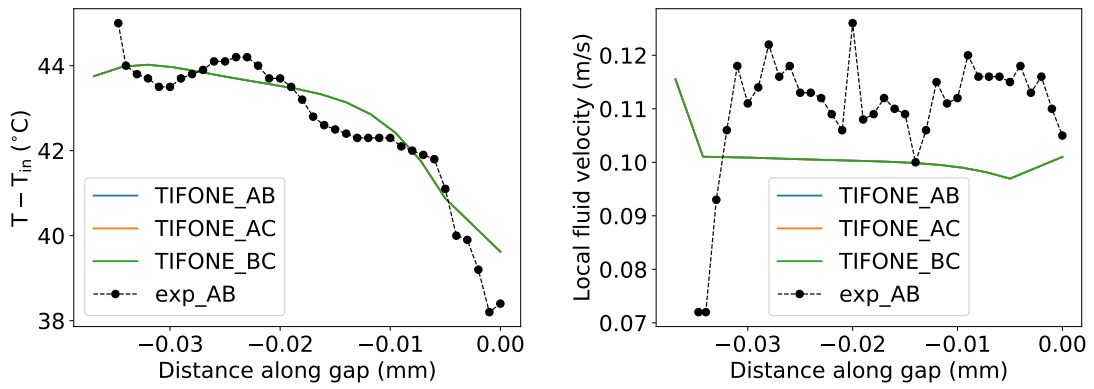 44
42
40
38
T − T_in (°C)
TIFONE_AB
TIFONE_AC
TIFONE_BC
exp_AB
−0.03
−0.02
−0.01
0.00
Distance along gap (mm)
0.12
0.11
0.10
0.09
0.08
0.07
Local fluid velocity (m/s)
TIFONE_AB
TIFONE_AC
TIFONE_BC
exp_AB
−0.03
−0.02
−0.01
0.00
Distance along gap (mm)